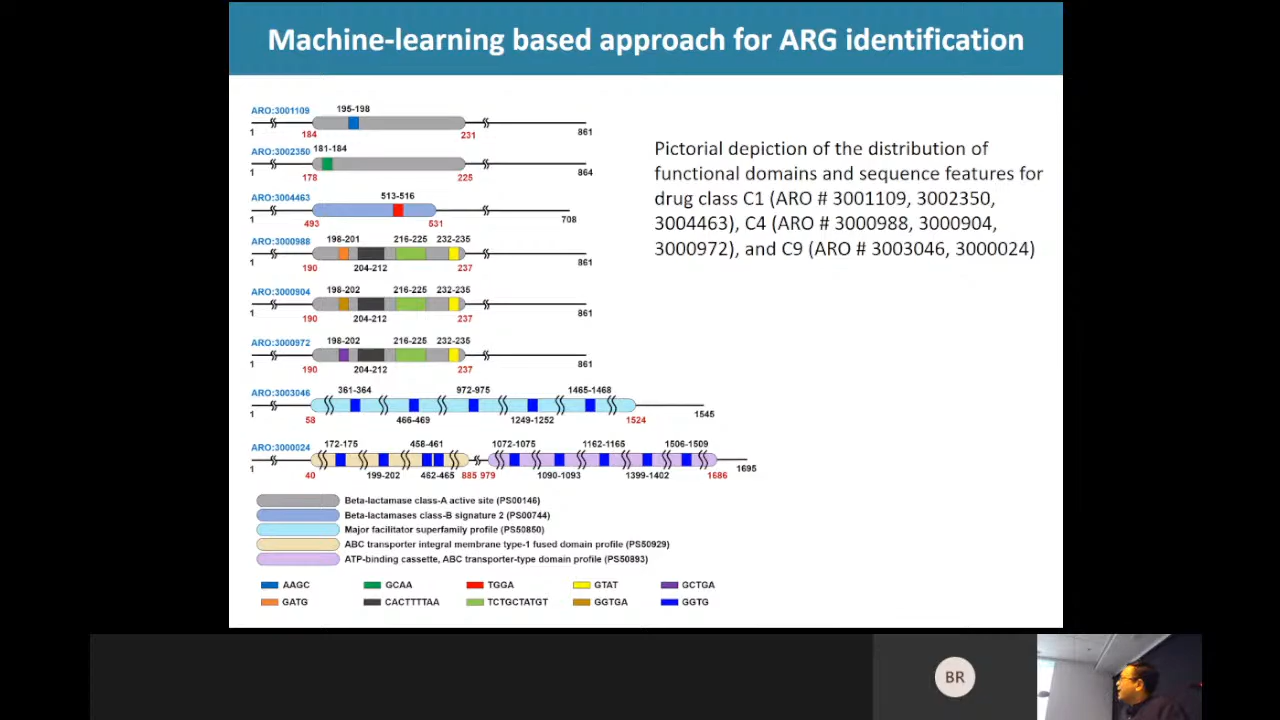 Machine-learning based approach for ARG identification
Pictorial depiction of the distribution of
functional domains and sequence features for
drug class C1 (ARO # 3001109, 3002350,
3004463), C4 (ARO # 3000988, 3000904,
3000972), and C9 (ARO # 3003046, 3000024)
ARO:3001109 195-198
1 184 231 861
ARO:3002350 181-184
1 178 225 864
ARO:3004463 513-516
1 493 531 708
ARO:3000988 198-201 216-225 232-235
1 190 204-212 237 861
ARO:3000904 198-202 216-225 232-235
1 190 204-212 237 861
ARO:3000972 198-202 216-225 232-235
1 190 204-212 237 861
ARO:3003046 361-364 972-975 1465-1468
1 58 466-469 1249-1252 1524 1545
ARO:3000024 172-175 458-461 1072-1075 1162-1165 1506-1509
1 40 199-202 462-465 885 979 1090-1093 1399-1402 1686 1695
Beta-lactamase class-A active site (PS00146)
Beta-lactamases class-B signature 2 (PS00744)
Major facilitator superfamily profile (PS50850)
ABC transporter integral membrane type-1 fused domain profile (PS50929)
ATP-binding cassette, ABC transporter-type domain profile (PS50893)
AAGC GCAA TGGA GTAT GCTGA
GATG CACTTTTAA TCTGCTATGT GGTGA GGTG
BR